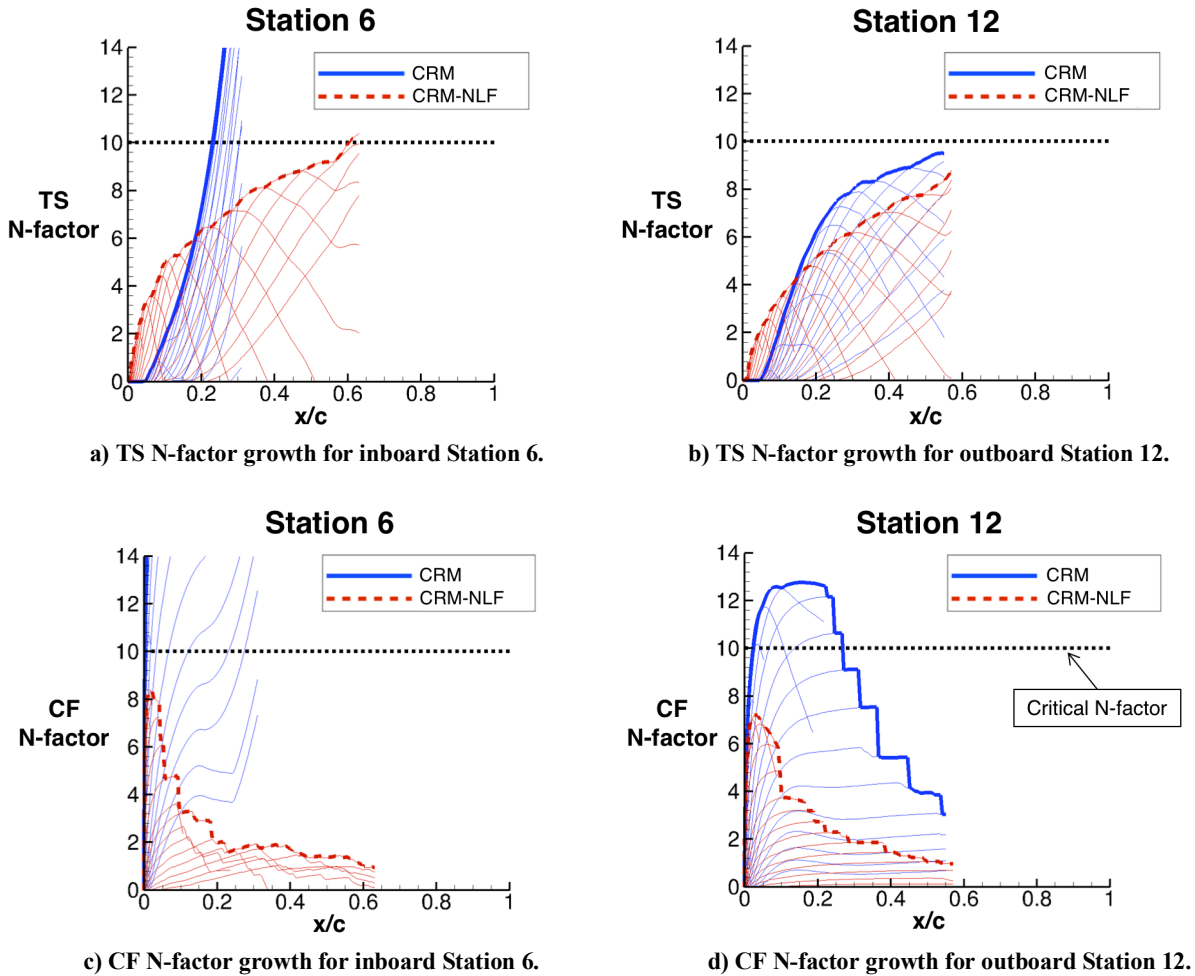 Station 6
14
12
10
8
6
4
2
0
TS
N-factor
CRM
CRM-NLF
0 0.2 0.4 0.6 0.8 1
x/c
a) TS N-factor growth for inboard Station 6.
Station 12
14
12
10
8
6
4
2
0
TS
N-factor
CRM
CRM-NLF
0 0.2 0.4 0.6 0.8 1
x/c
b) TS N-factor growth for outboard Station 12.
Station 6
14
12
10
8
6
4
2
0
CF
N-factor
CRM
CRM-NLF
0 0.2 0.4 0.6 0.8 1
x/c
c) CF N-factor growth for inboard Station 6.
Station 12
14
12
10
8
6
4
2
0
CF
N-factor
CRM
CRM-NLF
Critical N-factor
0 0.2 0.4 0.6 0.8 1
x/c
d) CF N-factor growth for outboard Station 12.